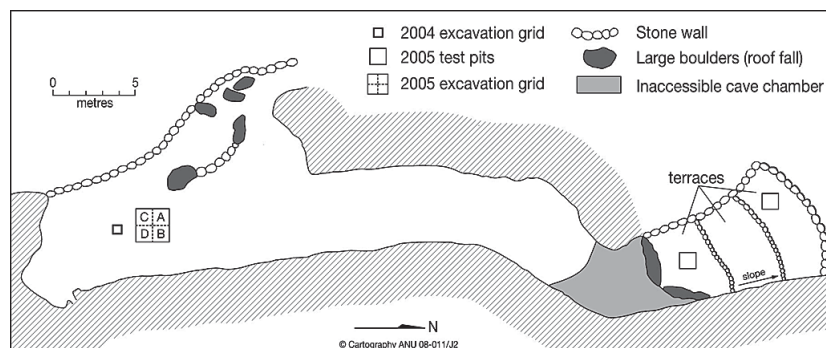 0 5
metres
2004 excavation grid
2005 test pits
2005 excavation grid
Stone wall
Large boulders (roof fall)
Inaccessible cave chamber
terraces
C A
D B
slope
N
© Cartography ANU 08-011/J2